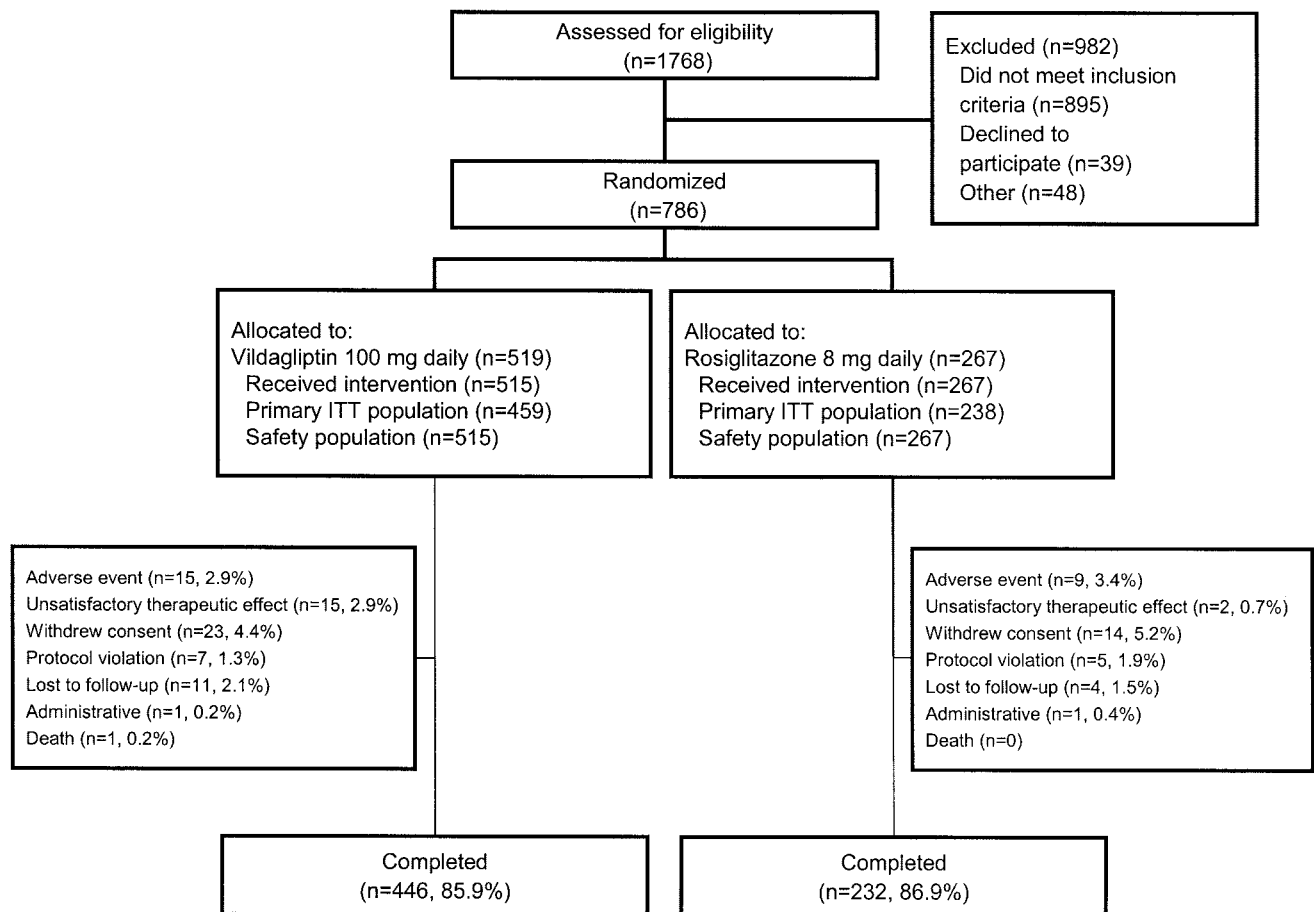 Assessed for eligibility
(n=1768)
Excluded (n=982)
Did not meet inclusion
criteria (n=895)
Declined to
participate (n=39)
Other (n=48)
Randomized
(n=786)
Allocated to:
Vildagliptin 100 mg daily (n=519)
Received intervention (n=515)
Primary ITT population (n=459)
Safety population (n=515)
Allocated to:
Rosiglitazone 8 mg daily (n=267)
Received intervention (n=267)
Primary ITT population (n=238)
Safety population (n=267)
Adverse event (n=15, 2.9%)
Unsatisfactory therapeutic effect (n=15, 2.9%)
Withdrew consent (n=23, 4.4%)
Protocol violation (n=7, 1.3%)
Lost to follow-up (n=11, 2.1%)
Administrative (n=1, 0.2%)
Death (n=1, 0.2%)
Adverse event (n=9, 3.4%)
Unsatisfactory therapeutic effect (n=2, 0.7%)
Withdrew consent (n=14, 5.2%)
Protocol violation (n=5, 1.9%)
Lost to follow-up (n=4, 1.5%)
Administrative (n=1, 0.4%)
Death (n=0)
Completed
(n=446, 85.9%)
Completed
(n=232, 86.9%)